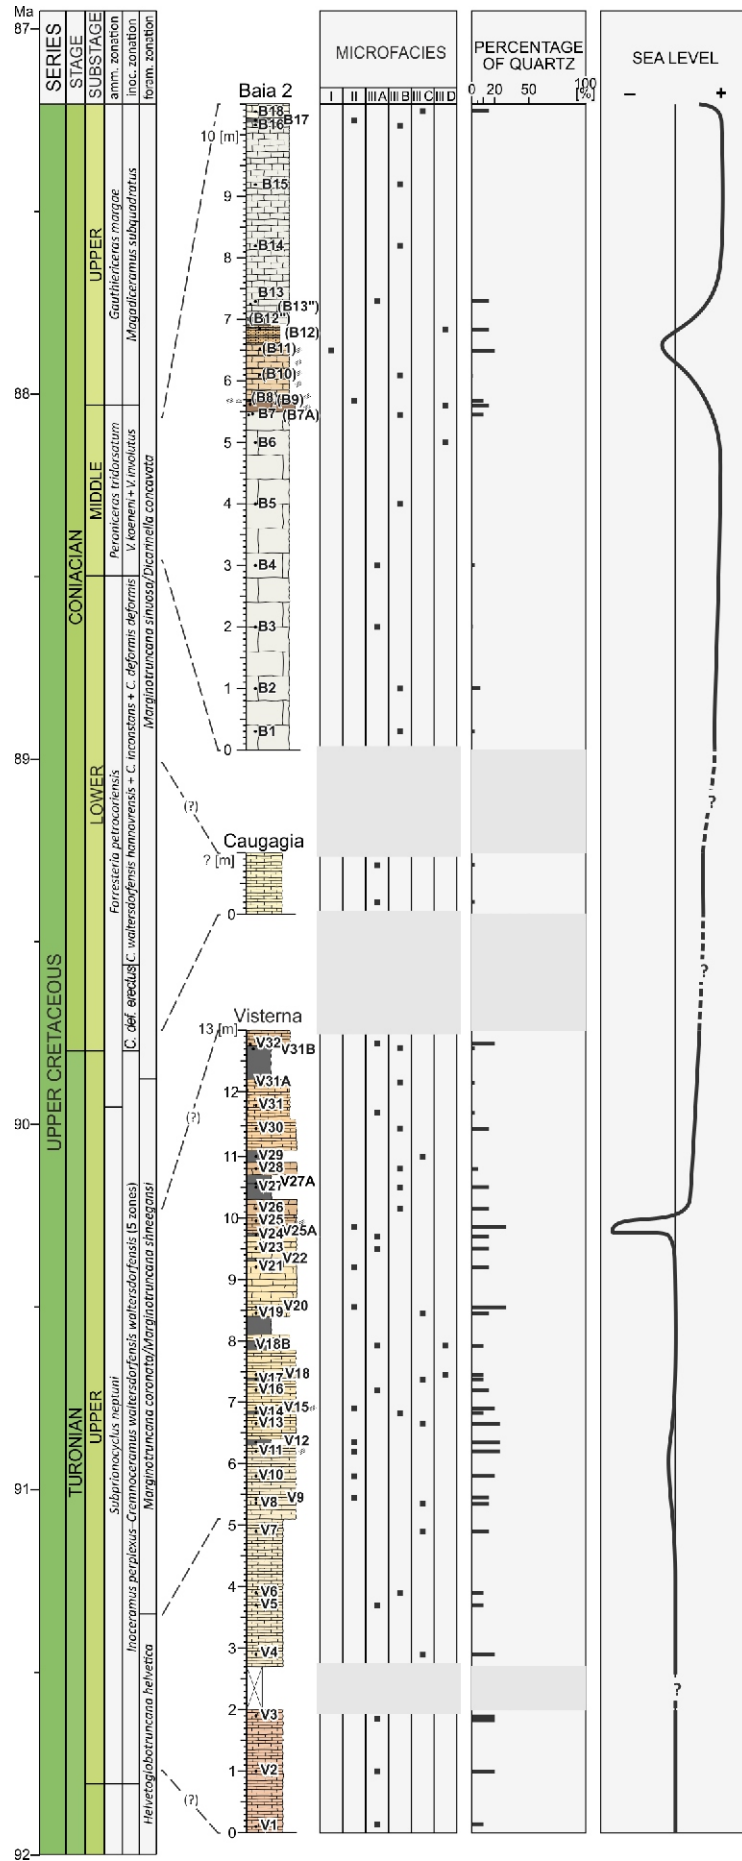 Ma
87
88
89
90
91
92
SERIES
STAGE
SUBSTAGE
amm. zonation
inoc. zonation
foram. zonation
UPPER CRETACEOUS
CONIACIAN
TURONIAN
UPPER
MIDDLE
LOWER
UPPER
Gauthiericeras margae
Magadiceramus subquadratus
Peroniceras tridorsatum
V. koeneni + V. involutus
Marginotruncana sinuosa/Dicarinella concavata
Forresteria petrocoriensis
C. waltersdorfensis hannovrensis + C. inconstans + C. deformis deformis
C. def. erectus
Subprionocyclus neptuni
Inoceramus perplexus-Cremnoceramus waltersdorfensis waltersdorfensis (5 zones)
Marginotruncana coronata/Marginotruncana shneegansi
Helvetoglobotruncana helvetica
(?)
(?)
(?)
Baia 2
10 [m]
9
8
7
6
5
4
3
2
1
0
B18
B17
B16
B15
B14
B13
(B13")
(B12")
(B12)
(B11)
(B10)
(B8)
(B9)
B7
(B7A)
B6
B5
B4
B3
B2
B1
Caugagia
? [m]
0
Visterna
13 [m]
12
11
10
9
8
7
6
5
4
3
2
1
0
V32
V31B
V31A
V31
V30
V29
V28
V27
V27A
V26
V25
V25A
V24
V23
V22
V21
V20
V19
V18B
V18
V17
V16
V15
V14
V13
V12
V11
V10
V9
V8
V7
V6
V5
V4
V3
V2
V1
MICROFACIES
I II III A III B III C III D
PERCENTAGE
OF QUARTZ
0 20 50 100
[%]
SEA LEVEL
– +
?
?
?